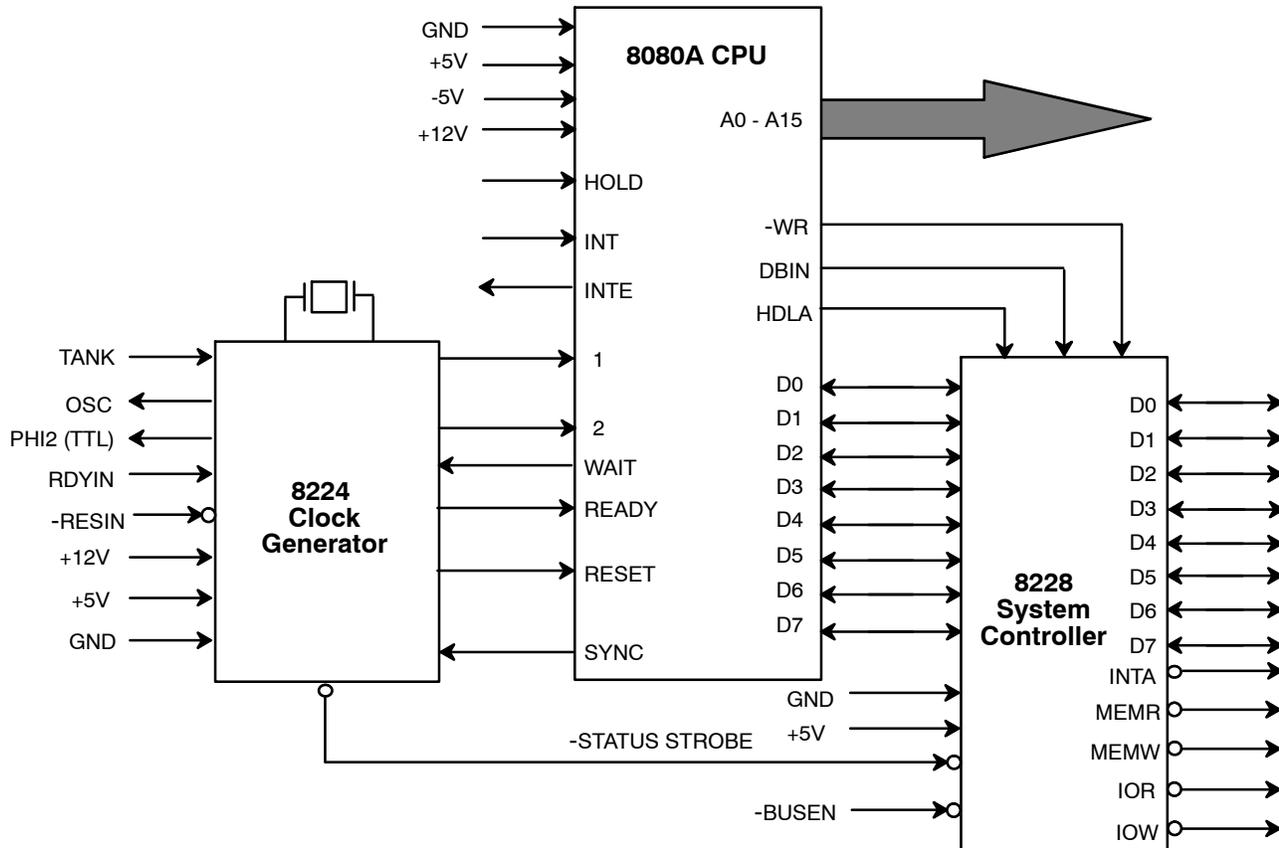 GND
+5V
-5V
+12V
HOLD
INT
INTE
8080A CPU
A0 - A15
-WR
DBIN
HDLA
1
2
WAIT
READY
RESET
SYNC
D0
D1
D2
D3
D4
D5
D6
D7
TANK
OSC
PHI2 (TTL)
RDYIN
-RESIN
+12V
+5V
GND
8224
Clock
Generator
-STATUS STROBE
GND
+5V
-BUSEN
8228
System
Controller
D0
D1
D2
D3
D4
D5
D6
D7
INTA
MEMR
MEMW
IOR
IOW